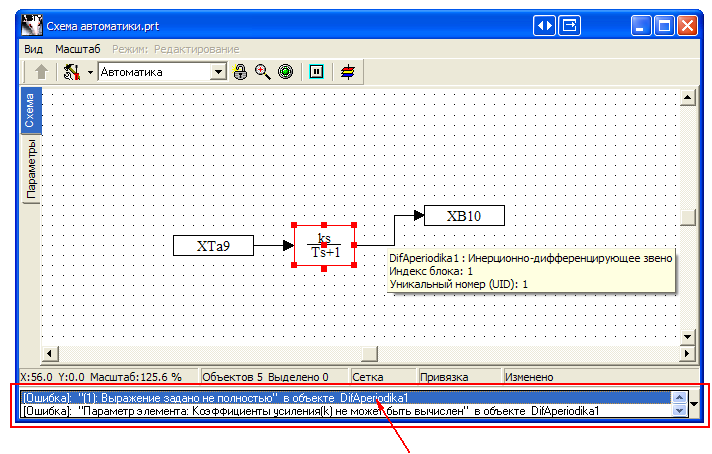 Схема автоматики.prt
Вид Масштаб Режим: Редактирование
Автоматика
Схема
Параметры
XTa9
ks
Ts+1
XB10
DifAperiodika1 : Инерционно-дифференцирующее звено
Индекс блока: 1
Уникальный номер (UID): 1
X:56.0 Y:0.0 Масштаб:125.6 % Объектов 5 Выделено 0 Сетка Привязка Изменено
[Ошибка]: "(1): Выражение задано не полностью" в объекте DifAperiodika1
[Ошибка]: "Параметр элемента: Коэффициенты усиления(k) не может быть вычислен" в объекте DifAperiodika1